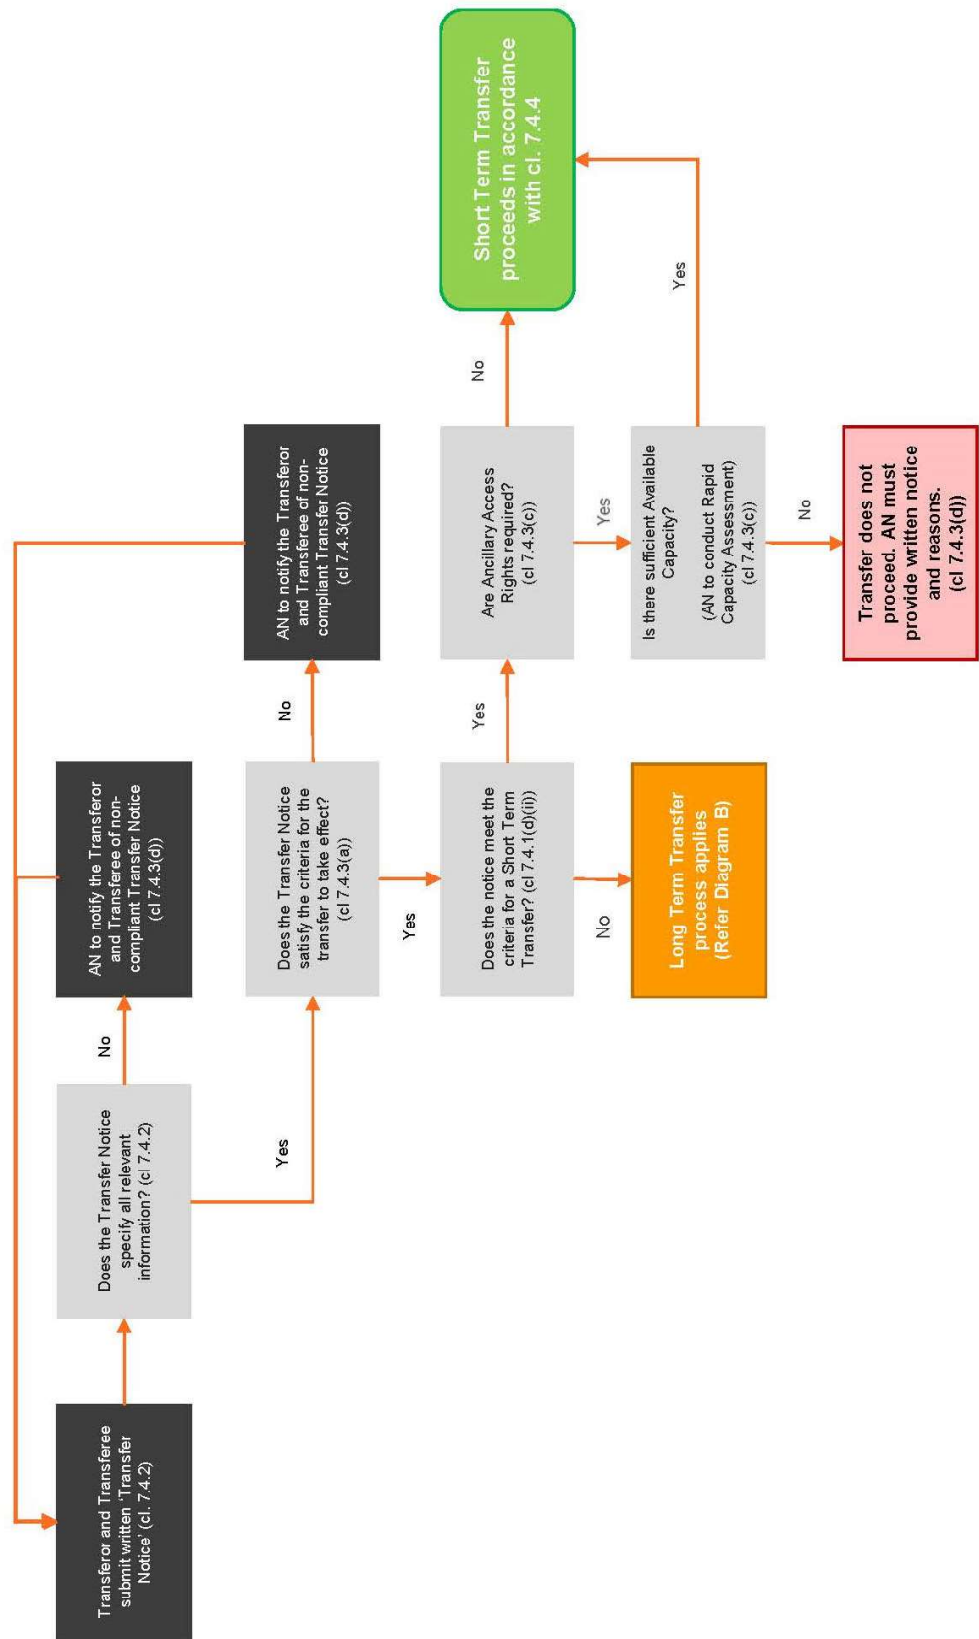 Transferor and Transferee
submit written 'Transfer
Notice' (cl. 7.4.2)
Does the Transfer Notice
specify all relevant
information? (cl 7.4.2)
No
AN to notify the Transferor
and Transferee of non-
compliant Transfer Notice
(cl 7.4.3(d))
Yes
Does the Transfer Notice
satisfy the criteria for the
transfer to take effect?
(cl 7.4.3(a))
No
AN to notify the Transferor
and Transferee of non-
compliant Transfer Notice
(cl 7.4.3(d))
Yes
Does the notice meet the
criteria for a Short Term
Transfer? (cl 7.4.1(d)(ii))
Yes
Are Ancillary Access
Rights required?
(cl 7.4.3(c))
No
Short Term Transfer
proceeds in accordance
with cl. 7.4.4
No
Long Term Transfer
process applies
(Refer Diagram B)
Yes
Is there sufficient Available
Capacity?
(AN to conduct Rapid
Capacity Assessment)
(cl 7.4.3(c))
Yes
No
Transfer does not
proceed. AN must
provide written notice
and reasons.
(cl 7.4.3(d))